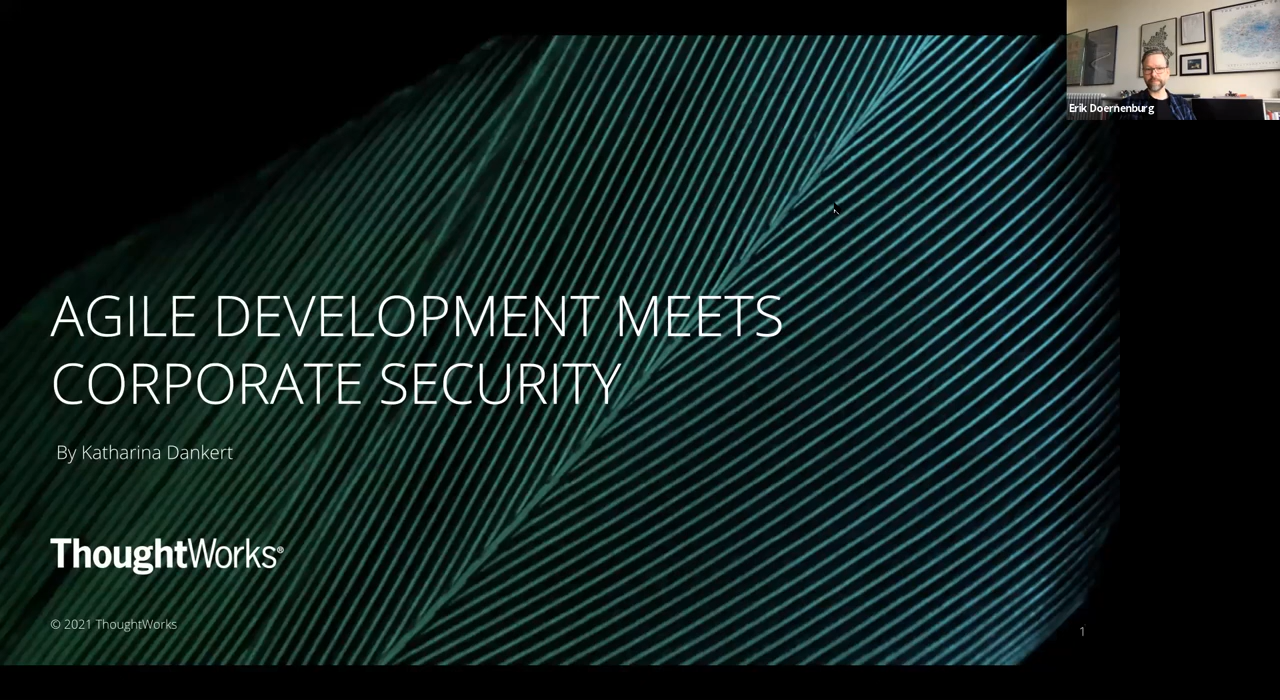 Erik Doernenburg
AGILE DEVELOPMENT MEETS
CORPORATE SECURITY
By Katharina Dankert
ThoughtWorks®
© 2021 ThoughtWorks
1